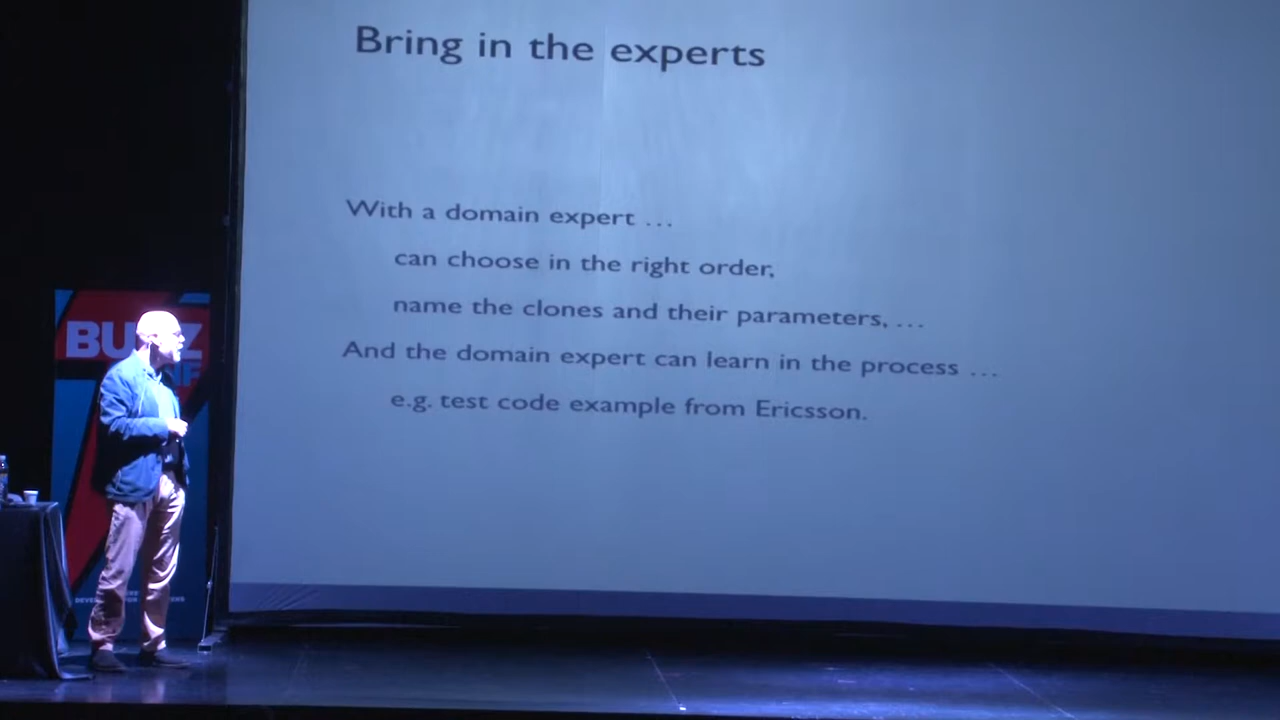 Bring in the experts
With a domain expert …
can choose in the right order,
name the clones and their parameters, …
And the domain expert can learn in the process …
e.g. test code example from Ericsson.